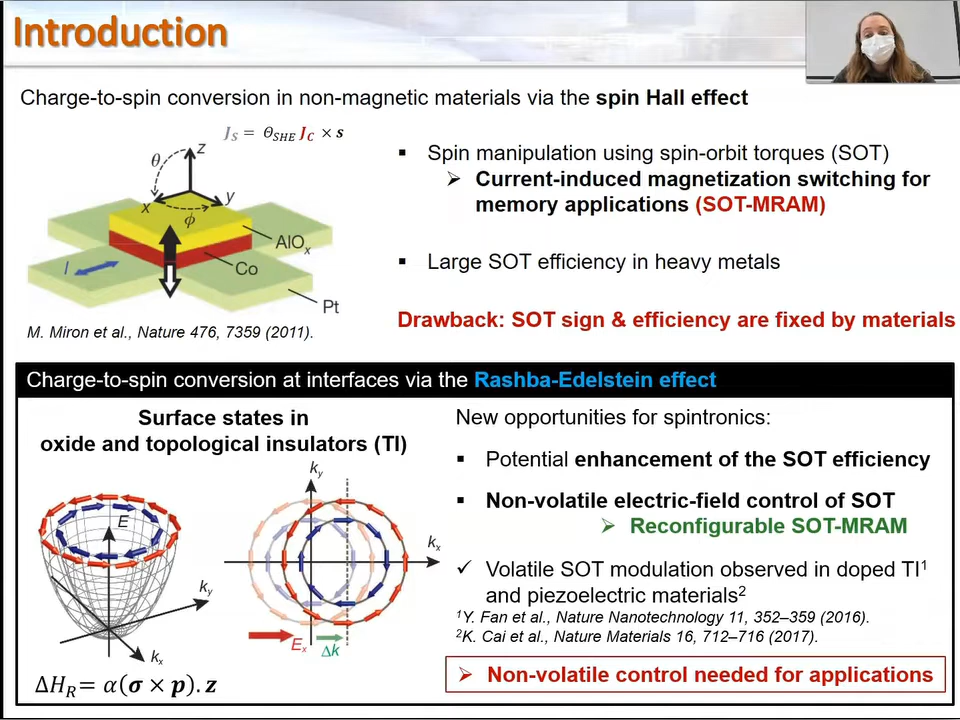 Introduction
Charge-to-spin conversion in non-magnetic materials via the spin Hall effect
J_S = Θ_SHE J_C × s
θ
z
x
y
ϕ
AlOₓ
Co
I
Pt
M. Miron et al., Nature 476, 7359 (2011).
▪ Spin manipulation using spin-orbit torques (SOT)
➢ Current-induced magnetization switching for
memory applications (SOT-MRAM)
▪ Large SOT efficiency in heavy metals
Drawback: SOT sign & efficiency are fixed by materials
Charge-to-spin conversion at interfaces via the Rashba-Edelstein effect
Surface states in
oxide and topological insulators (TI)
E
k_y
k_x
k_y
k_x
E_x
Δk
ΔH_R = α(σ × p). z
New opportunities for spintronics:
▪ Potential enhancement of the SOT efficiency
▪ Non-volatile electric-field control of SOT
➢ Reconfigurable SOT-MRAM
✓ Volatile SOT modulation observed in doped TI¹
and piezoelectric materials²
¹Y. Fan et al., Nature Nanotechnology 11, 352–359 (2016).
²K. Cai et al., Nature Materials 16, 712–716 (2017).
➢ Non-volatile control needed for applications